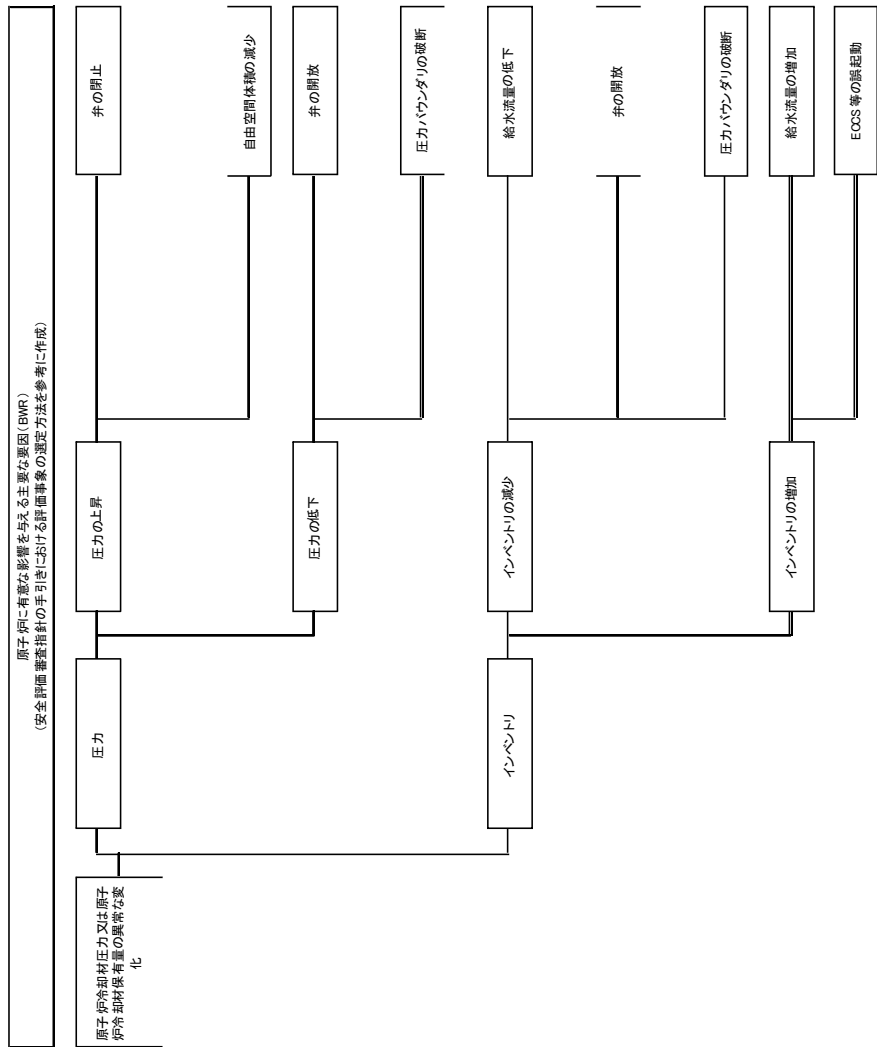 原子炉に有意な影響を与える主要な要因(BWR)
(安全評価審査指針の手引きにおける評価事象の選定方法を参考に作成)
原子炉冷却材圧力又は原子
炉冷却材保有量の異常な変
化
圧力
圧力の上昇
弁の閉止
自由空間体積の減少
圧力の低下
弁の開放
圧力バウンダリの破断
インベントリ
インベントリの減少
給水流量の低下
弁の開放
圧力バウンダリの破断
インベントリの増加
給水流量の増加
ECCS等の誤起動